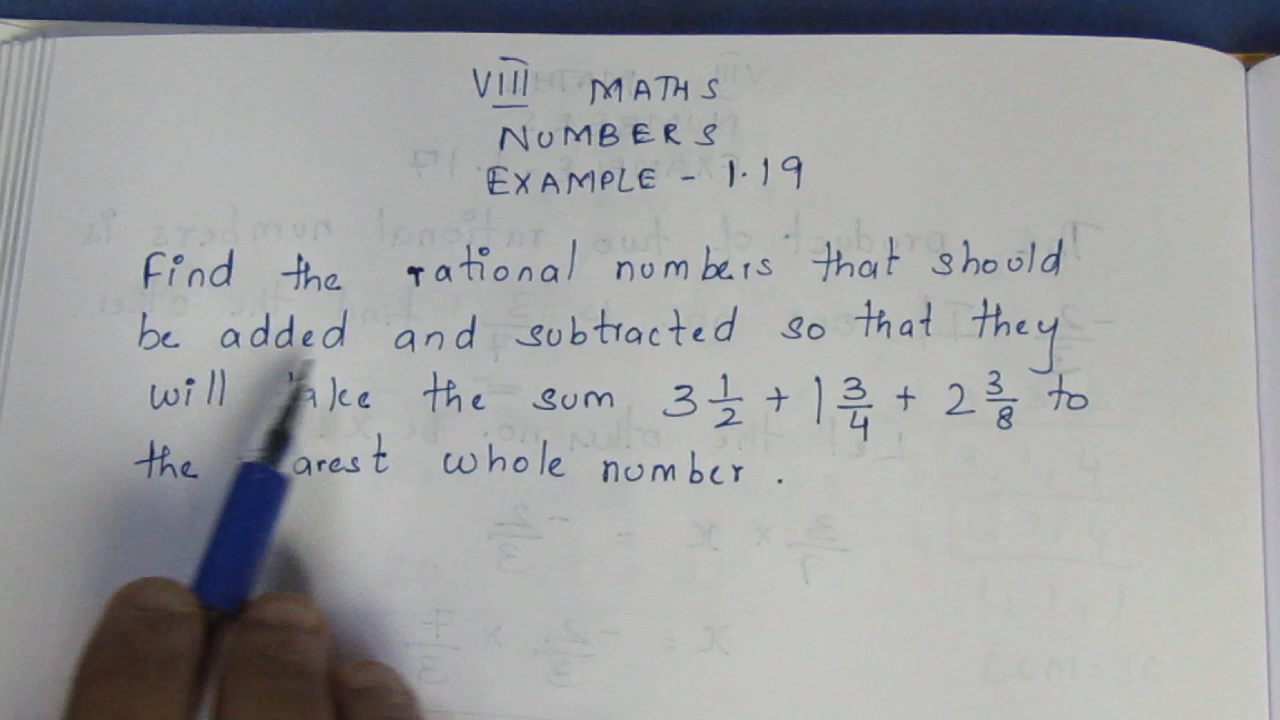 VIII MATHS
NUMBERS
EXAMPLE - 1.19
Find the rational numbers that should
be added and subtracted so that they
will the sum 3 1/2 + 1 3/4 + 2 3/8 to
the whole number.